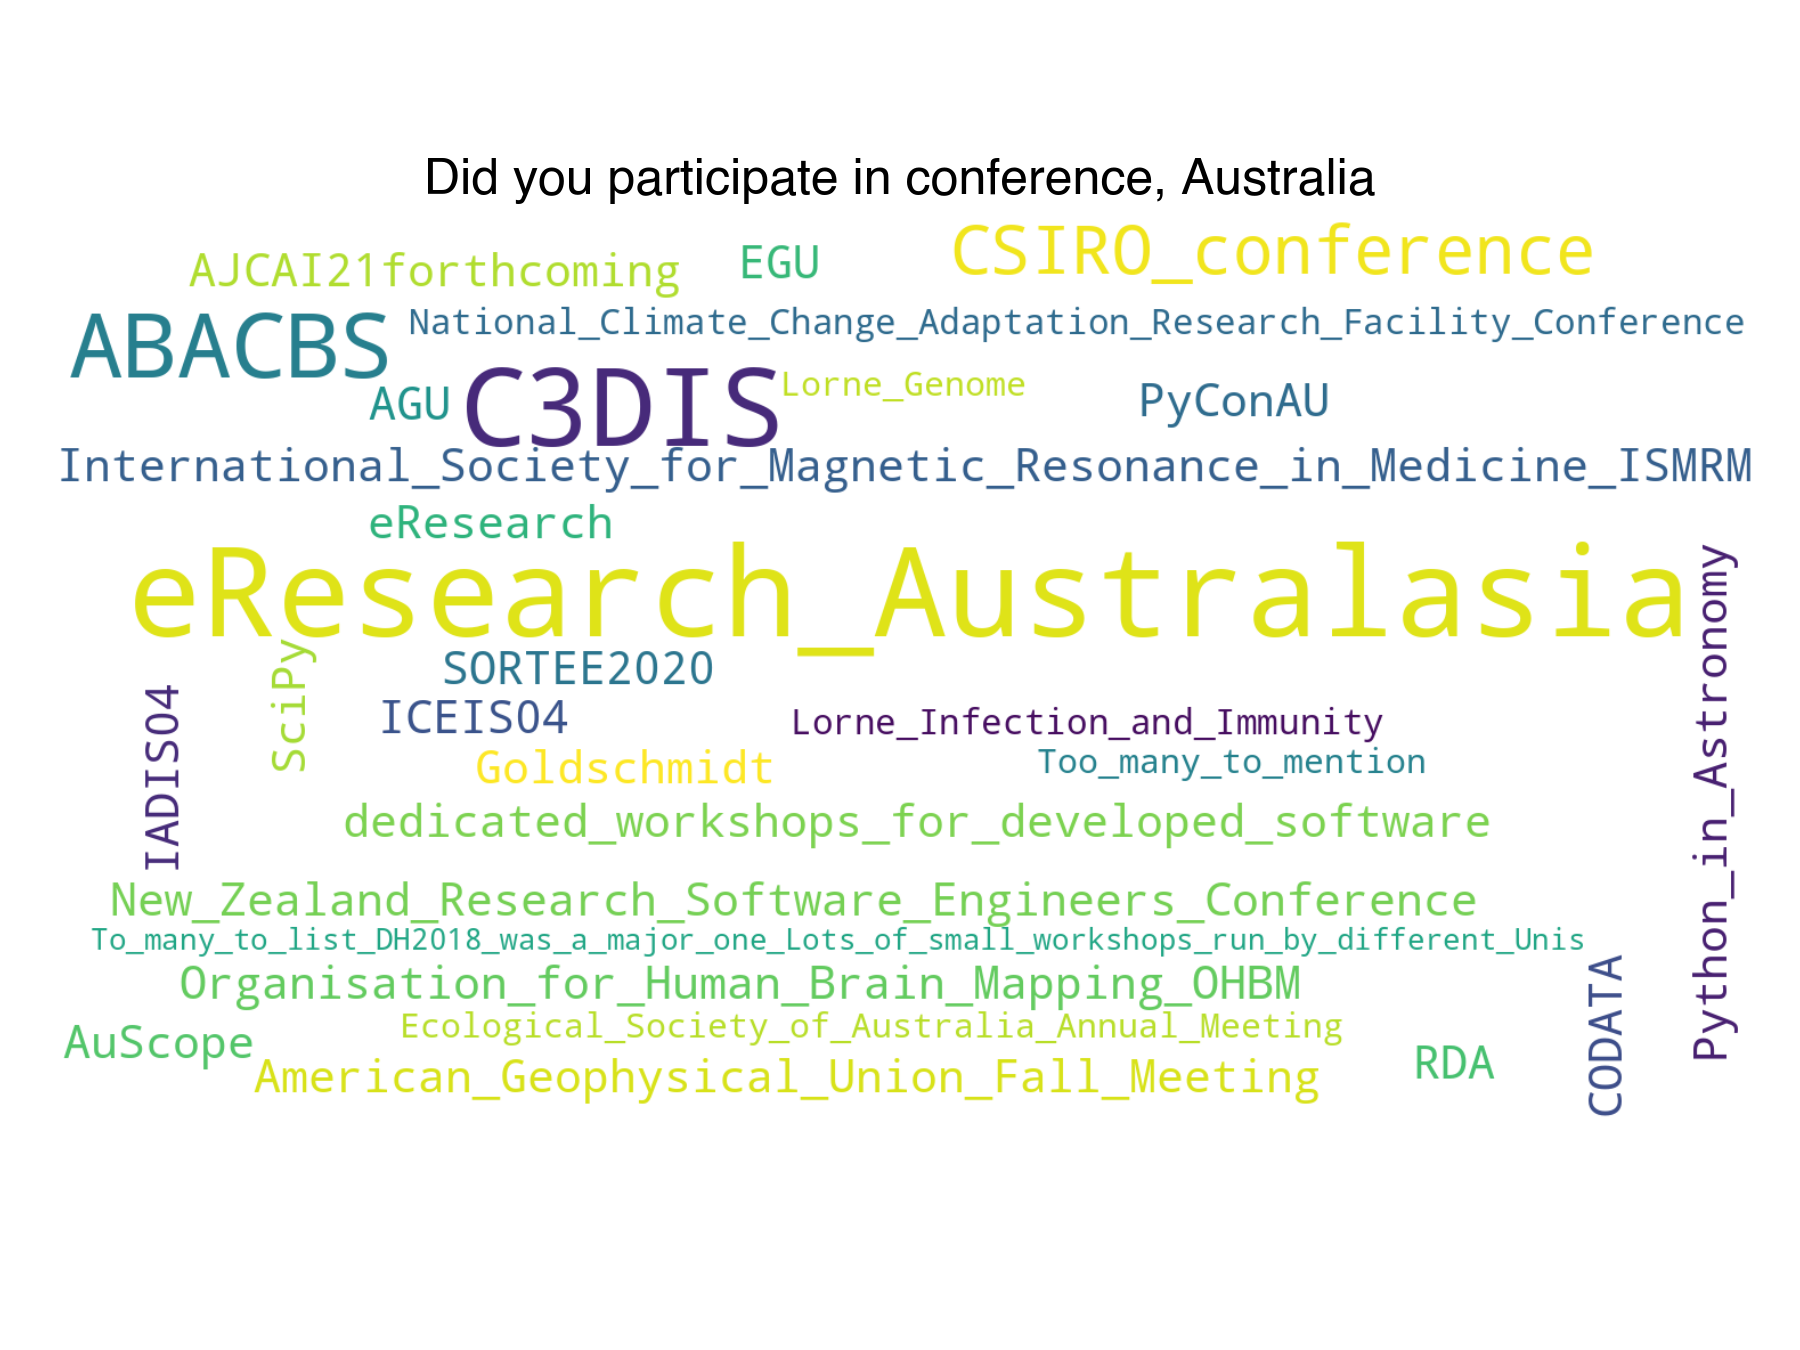 Did you participate in conference, Australia
AJCAI21forthcoming
EGU
CSIRO_conference
ABACBS
National_Climate_Change_Adaptation_Research_Facility_Conference
AGU
C3DIS
Lorne_Genome
PyConAU
International_Society_for_Magnetic_Resonance_in_Medicine_ISMRM
eResearch
eResearch_Australasia
Python_in_Astronomy
SciPy
SORTEE2020
IADIS04
ICEIS04
Lorne_Infection_and_Immunity
Goldschmidt
Too_many_to_mention
dedicated_workshops_for_developed_software
New_Zealand_Research_Software_Engineers_Conference
To_many_to_list_DH2018_was_a_major_one_Lots_of_small_workshops_run_by_different_Unis
Organisation_for_Human_Brain_Mapping_OHBM
CODATA
AuScope
Ecological_Society_of_Australia_Annual_Meeting
American_Geophysical_Union_Fall_Meeting
RDA